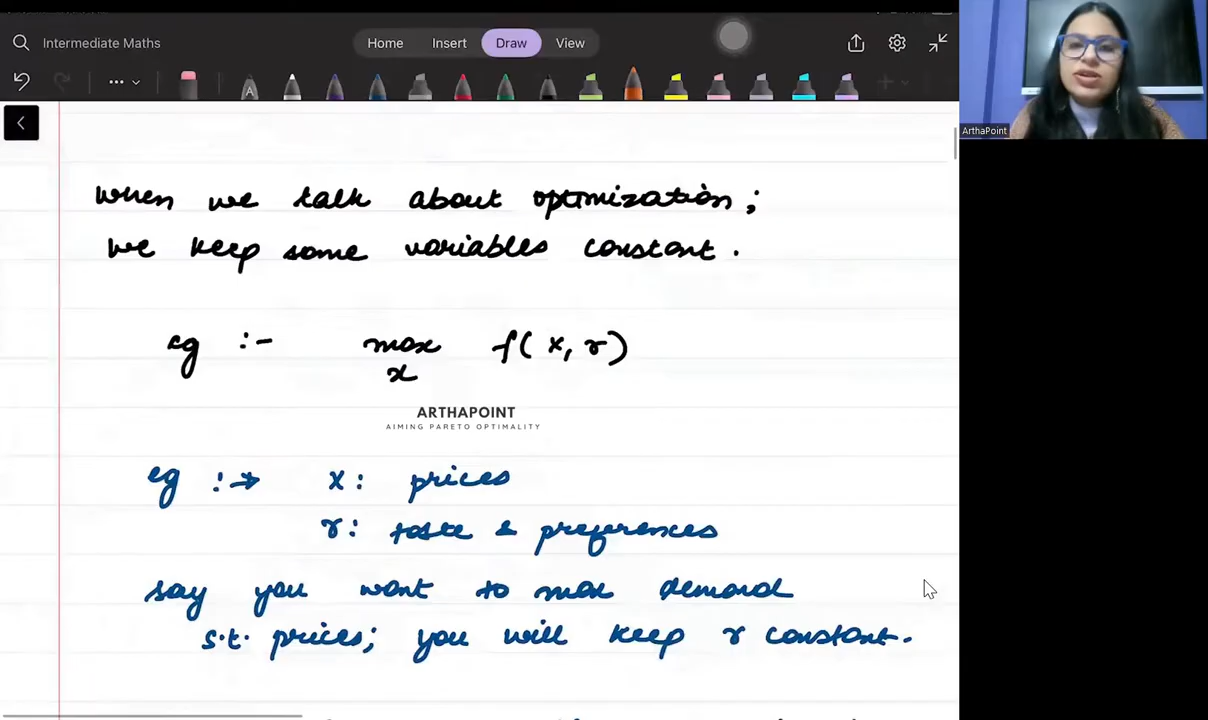 Intermediate Maths
Home Insert Draw View
ArthaPoint
when we talk about optimization;
we keep some variables constant.
eg :- max f(x, r)
x
ARTHAPOINT
AIMING PARETO OPTIMALITY
eg :→ x: prices
r: taste & preferences
say you want to max demand
s.t. prices; you will keep r constant.